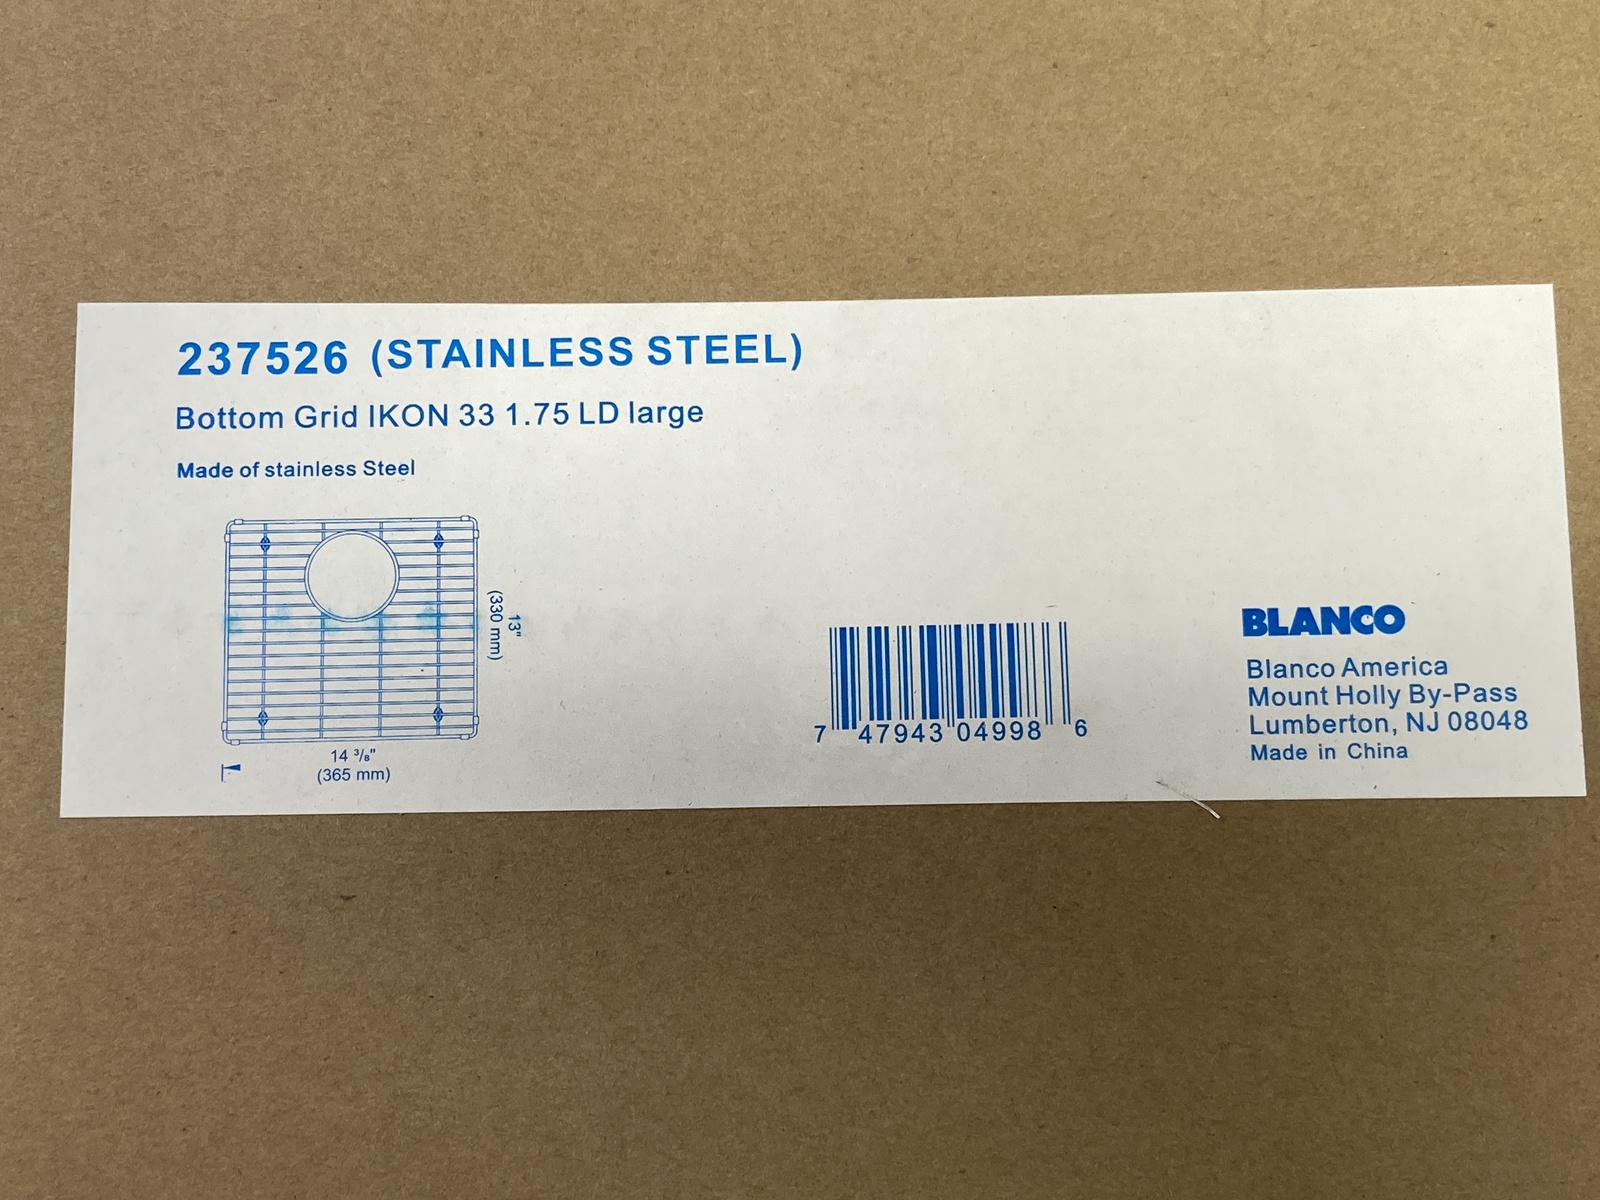 237526 (STAINLESS STEEL)
Bottom Grid IKON 33 1.75 LD large
Made of stainless Steel
13"
(330 mm)
14 3/8"
(365 mm)
7 47943 04998 6
BLANCO
Blanco America
Mount Holly By-Pass
Lumberton, NJ 08048
Made in China